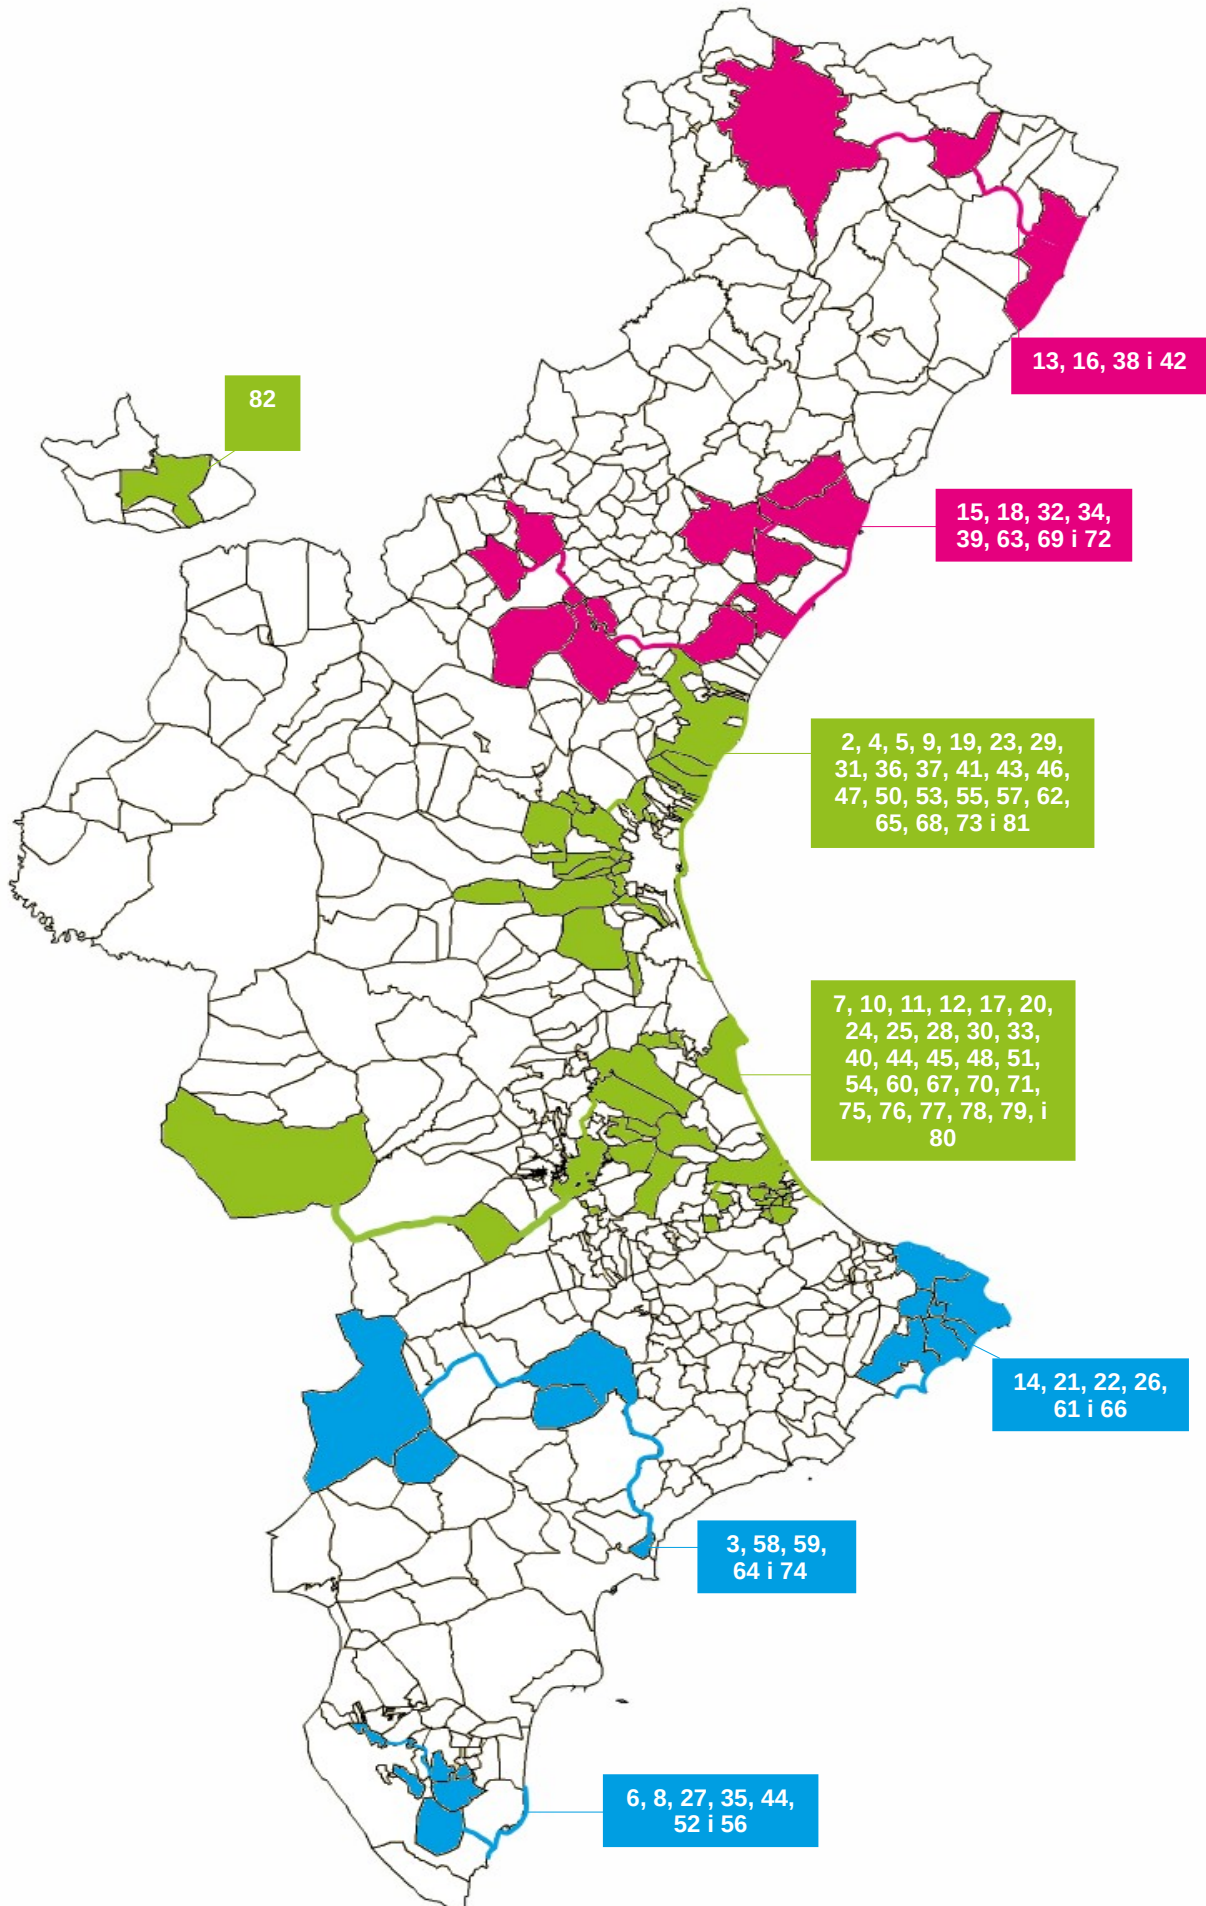 13, 16, 38 i 42
82
15, 18, 32, 34,
39, 63, 69 i 72
2, 4, 5, 9, 19, 23, 29,
31, 36, 37, 41, 43, 46,
47, 50, 53, 55, 57, 62,
65, 68, 73 i 81
7, 10, 11, 12, 17, 20,
24, 25, 28, 30, 33,
40, 44, 45, 48, 51,
54, 60, 67, 70, 71,
75, 76, 77, 78, 79, i
80
14, 21, 22, 26,
61 i 66
3, 58, 59,
64 i 74
6, 8, 27, 35, 44,
52 i 56